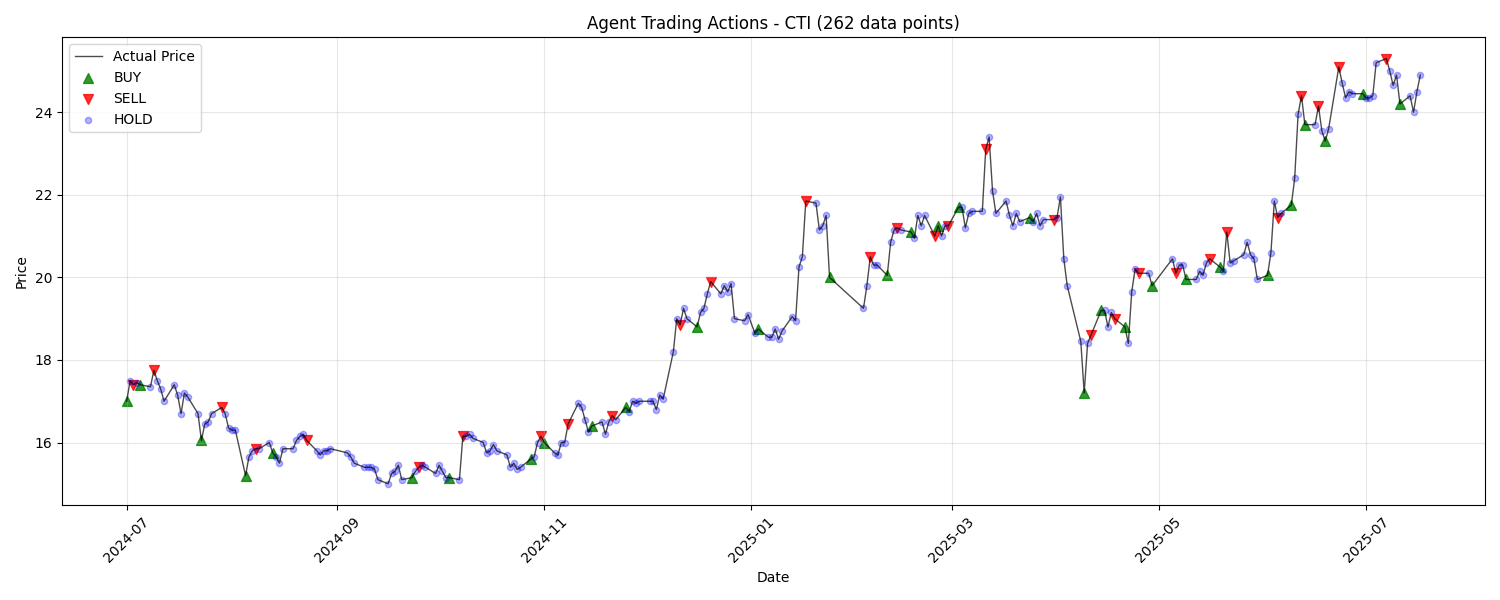 Agent Trading Actions - CTI (262 data points)
Actual Price
BUY
SELL
HOLD
Price
24
22
20
18
16
2024-07
2024-09
2024-11
2025-01
2025-03
2025-05
2025-07
Date